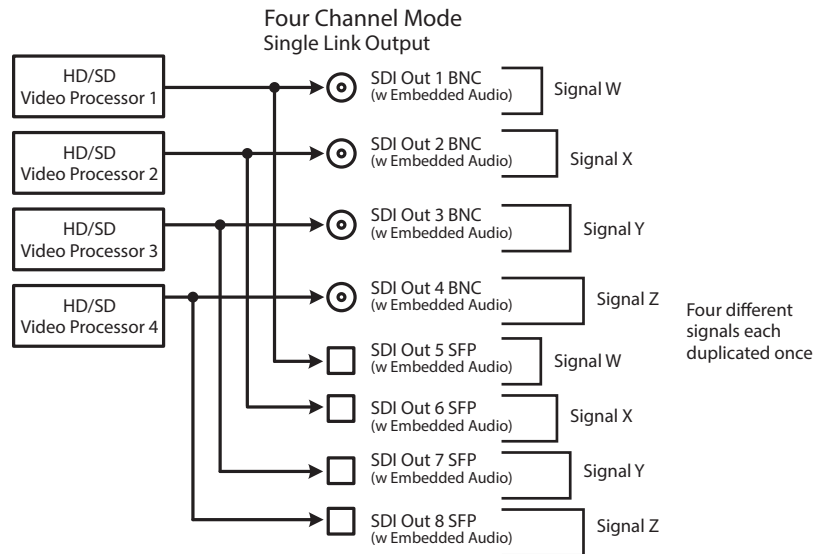 Four Channel Mode
Single Link Output
HD/SD
Video Processor 1
SDI Out 1 BNC
(w Embedded Audio)
Signal W
HD/SD
Video Processor 2
SDI Out 2 BNC
(w Embedded Audio)
Signal X
HD/SD
Video Processor 3
SDI Out 3 BNC
(w Embedded Audio)
Signal Y
HD/SD
Video Processor 4
SDI Out 4 BNC
(w Embedded Audio)
Signal Z
Four different
signals each
duplicated once
SDI Out 5 SFP
(w Embedded Audio)
Signal W
SDI Out 6 SFP
(w Embedded Audio)
Signal X
SDI Out 7 SFP
(w Embedded Audio)
Signal Y
SDI Out 8 SFP
(w Embedded Audio)
Signal Z